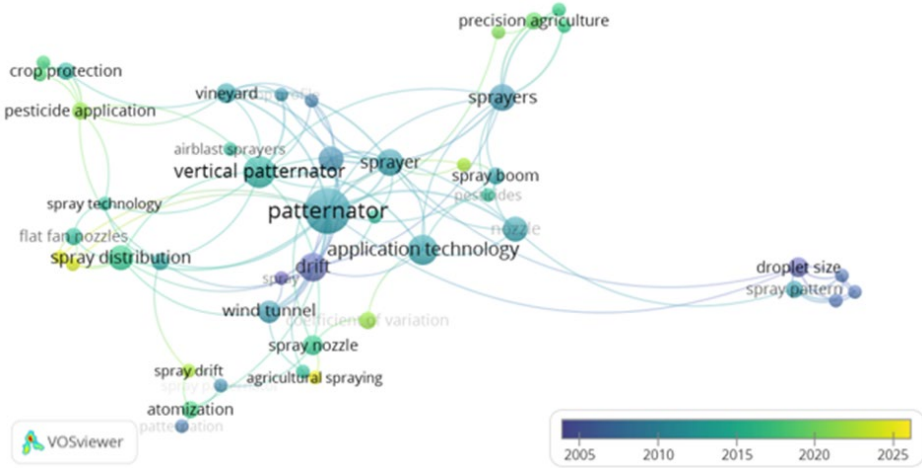 precision agriculture
crop protection
vineyard
sprayers
pesticide application
airblast sprayers
sprayer
vertical patternator
spray boom
pesticides
spray technology
patternator
flat fan nozzles
nozzle
application technology
spray distribution
drift
droplet size
spray
spray pattern
wind tunnel
coefficient of variation
spray nozzle
spray drift
agricultural spraying
atomization
patternation
VOSviewer
2005 2010 2015 2020 2025